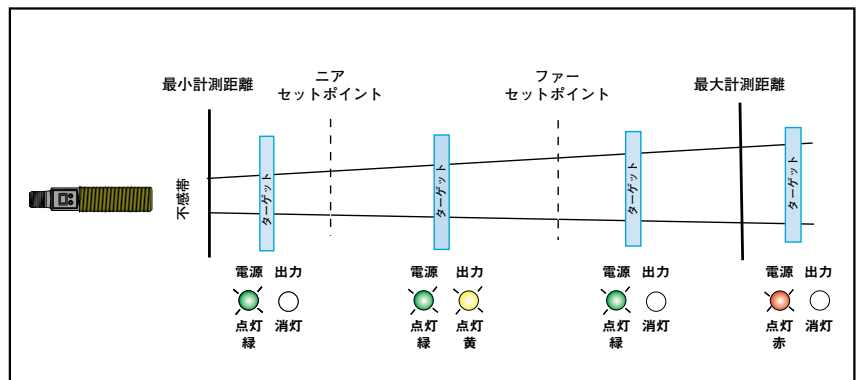 最小計測距離
ニア
セットポイント
ファー
セットポイント
最大計測距離
不感帯
ターゲット
ターゲット
ターゲット
ターゲット
電源 出力
点灯 消灯
緑
電源 出力
点灯 点灯
緑 黄
電源 出力
点灯 消灯
緑
電源 出力
点灯 消灯
赤